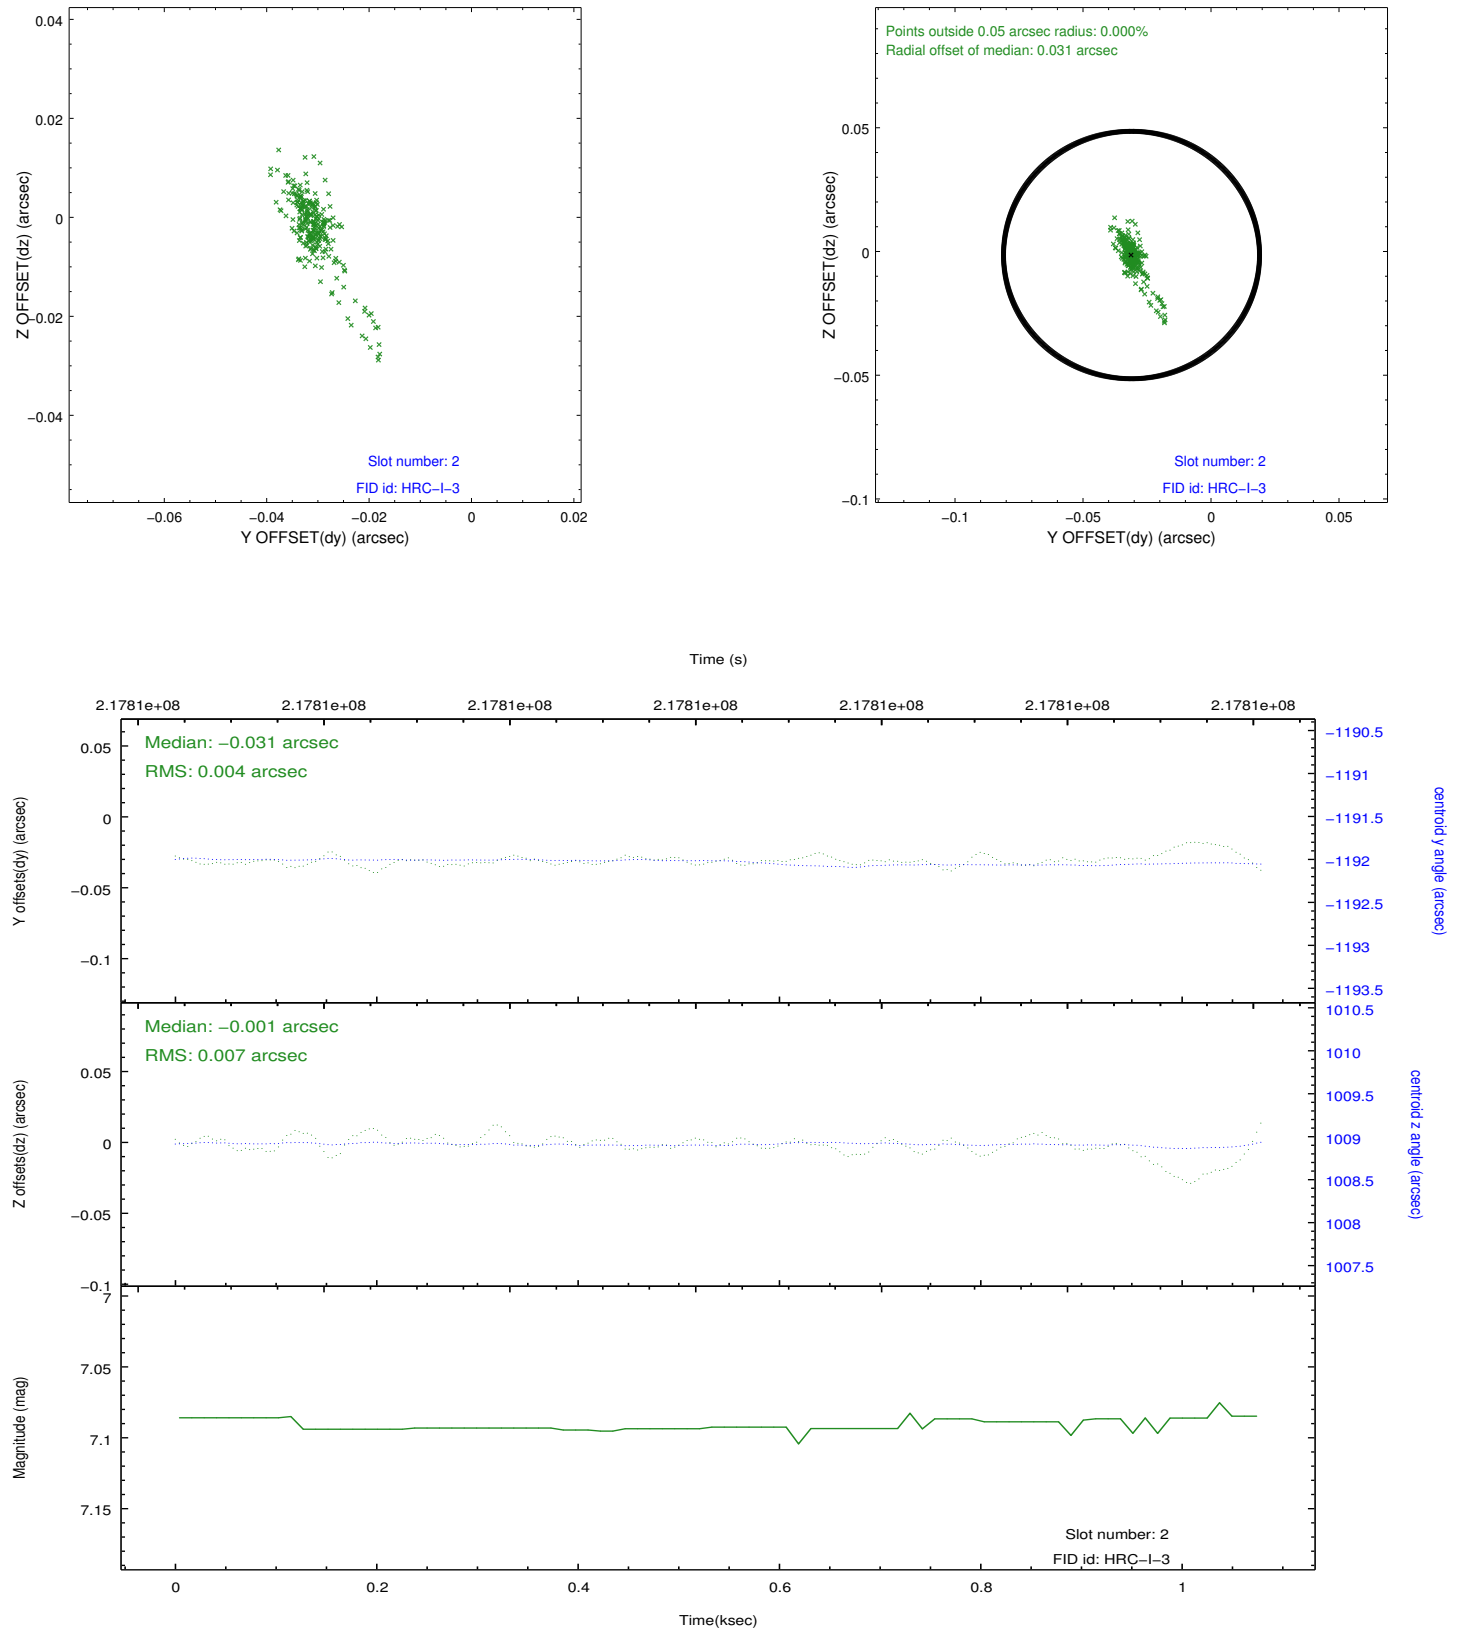 0.04
0.02
0
−0.02
−0.04
Z OFFSET(dz) (arcsec)
−0.06
−0.04
−0.02
0
0.02
Y OFFSET(dy) (arcsec)
Slot number: 2
FID id: HRC−I−3
Points outside 0.05 arcsec radius: 0.000%
Radial offset of median: 0.031 arcsec
0.05
0
−0.05
−0.1
Z OFFSET(dz) (arcsec)
−0.1
−0.05
0
0.05
Y OFFSET(dy) (arcsec)
Slot number: 2
FID id: HRC−I−3
Time (s)
2.1781e+08 2.1781e+08 2.1781e+08 2.1781e+08 2.1781e+08 2.1781e+08 2.1781e+08
Median: −0.031 arcsec
RMS: 0.004 arcsec
0.05
0
−0.05
−0.1
Y offsets(dy) (arcsec)
−1190.5
−1191
−1191.5
−1192
−1192.5
−1193
−1193.5
centroid y angle (arcsec)
Median: −0.001 arcsec
RMS: 0.007 arcsec
0.05
0
−0.05
−0.1
Z offsets(dz) (arcsec)
1010.5
1010
1009.5
1009
1008.5
1008
1007.5
centroid z angle (arcsec)
7
7.05
7.1
7.15
Magnitude (mag)
Slot number: 2
FID id: HRC−I−3
0 0.2 0.4 0.6 0.8 1
Time(ksec)